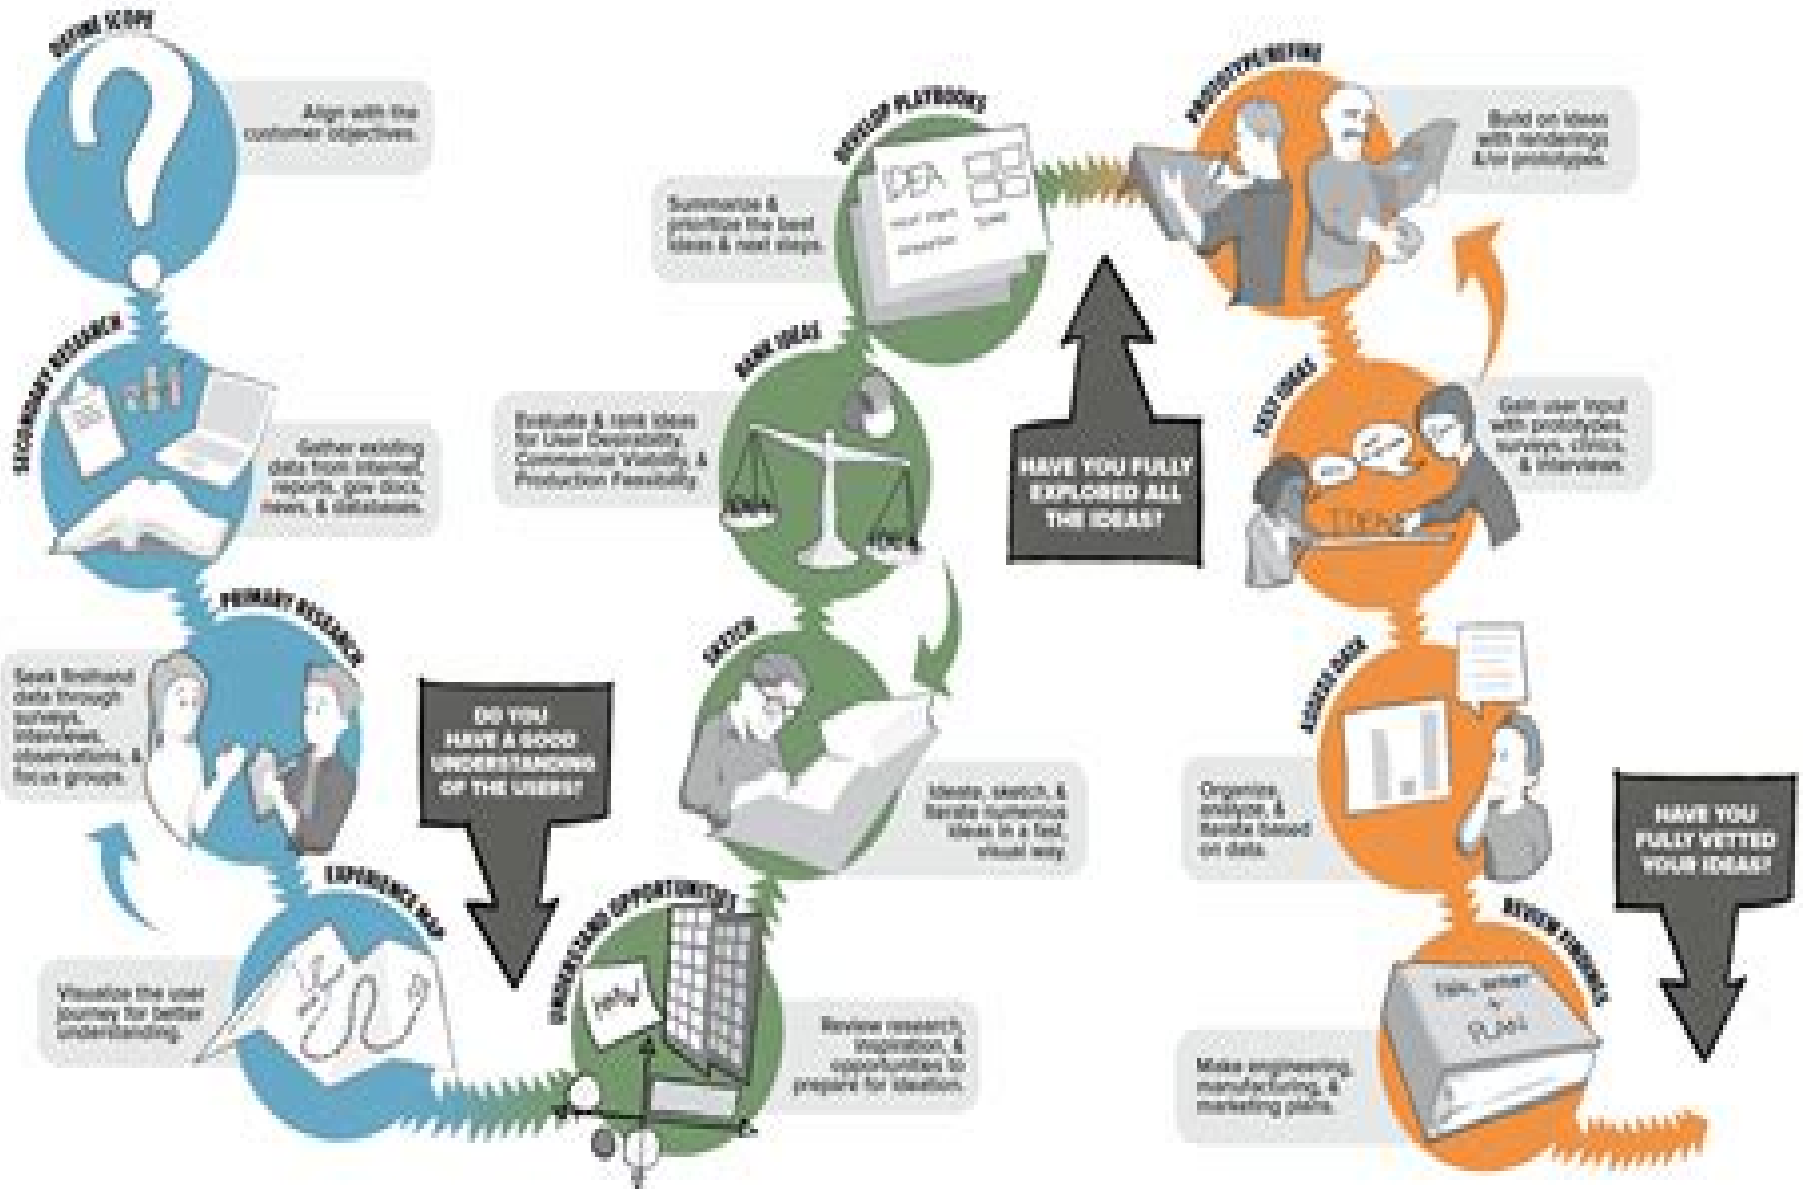 DEFINE SCOPE
Align with the
customer objectives.
SECONDARY RESEARCH
Gather existing
data from internet,
reports, gov docs,
news, & databases.
PRIMARY RESEARCH
Seek firsthand
data through
surveys,
interviews,
observations, &
focus groups.
EXPERIENCE MAP
Visualize the user
journey for better
understanding.
DO YOU
HAVE A GOOD
UNDERSTANDING
OF THE USERS?
UNDERSTAND OPPORTUNITIES
Review research,
inspiration, &
opportunities to
prepare for ideation.
SKETCH
Ideate, sketch, &
iterate numerous
ideas in a fast,
visual way.
RANK IDEAS
Evaluate & rank ideas
for User Desirability,
Commercial Viability, &
Production Feasibility.
IDEA
IDEA
DEVELOP PLAYBOOKS
Summarize &
prioritize the best
ideas & next steps.
IDEA
HAVE YOU FULLY
EXPLORED ALL
THE IDEAS?
PROTOTYPE/REFINE
Build on ideas
with renderings
&/or prototypes.
TEST IDEAS
Gain user input
with prototypes,
surveys, clinics,
& interviews.
IDEAS
ASSESS DATA
Organize,
analyze, &
iterate based
on data.
REVIEW FINDINGS
PLANS
Make engineering,
manufacturing, &
marketing plans.
HAVE YOU
FULLY VETTED
YOUR IDEAS?